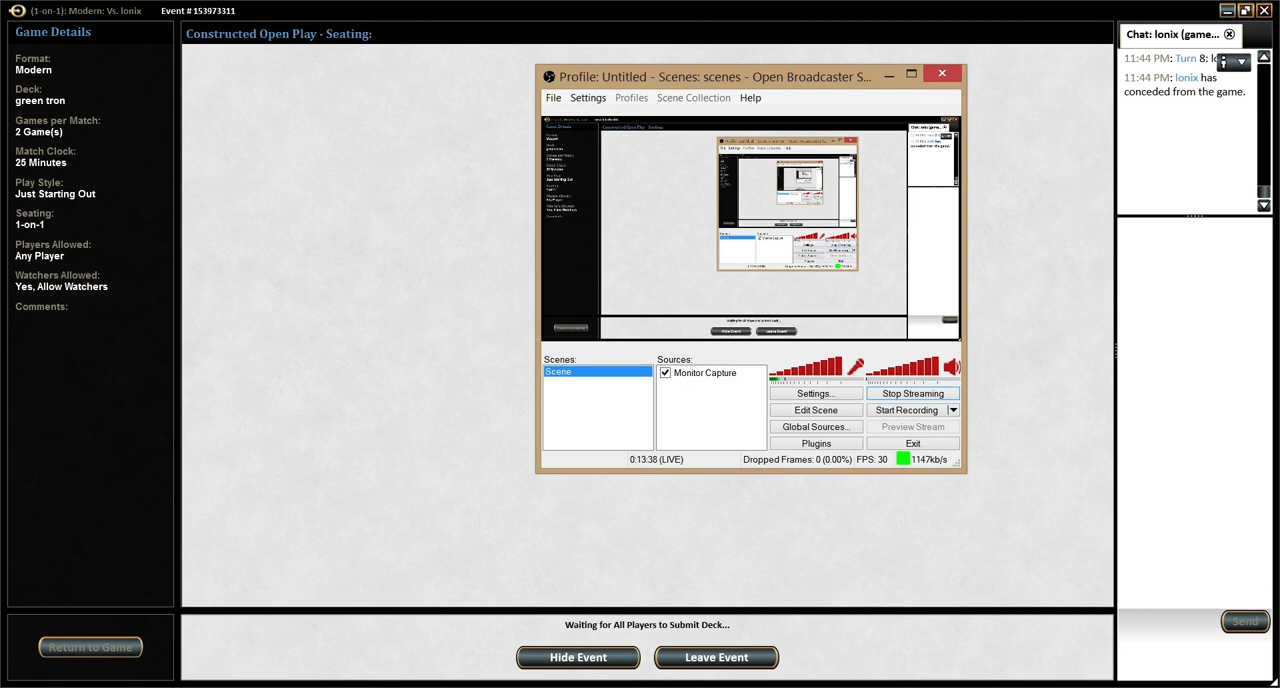 (1-on-1): Modern: Vs. lonix
Event # 153973311
Game Details
Format:
Modern
Deck:
green tron
Games per Match:
2 Game(s)
Match Clock:
25 Minutes
Play Style:
Just Starting Out
Seating:
1-on-1
Players Allowed:
Any Player
Watchers Allowed:
Yes, Allow Watchers
Comments:
Return to Game
Constructed Open Play - Seating:
Profile: Untitled - Scenes: scenes - Open Broadcaster S...
File Settings Profiles Scene Collection Help
Scenes:
Scene
Sources:
Monitor Capture
Settings...
Stop Streaming
Edit Scene
Start Recording
Global Sources...
Preview Stream
Plugins
Exit
0:13:38 (LIVE)
Dropped Frames: 0 (0.00%)
FPS: 30
1147kb/s
Waiting for All Players to Submit Deck...
Hide Event
Leave Event
Chat: lonix (game...
11:44 PM: Turn 8:
11:44 PM: lonix has
conceded from the game.
Send